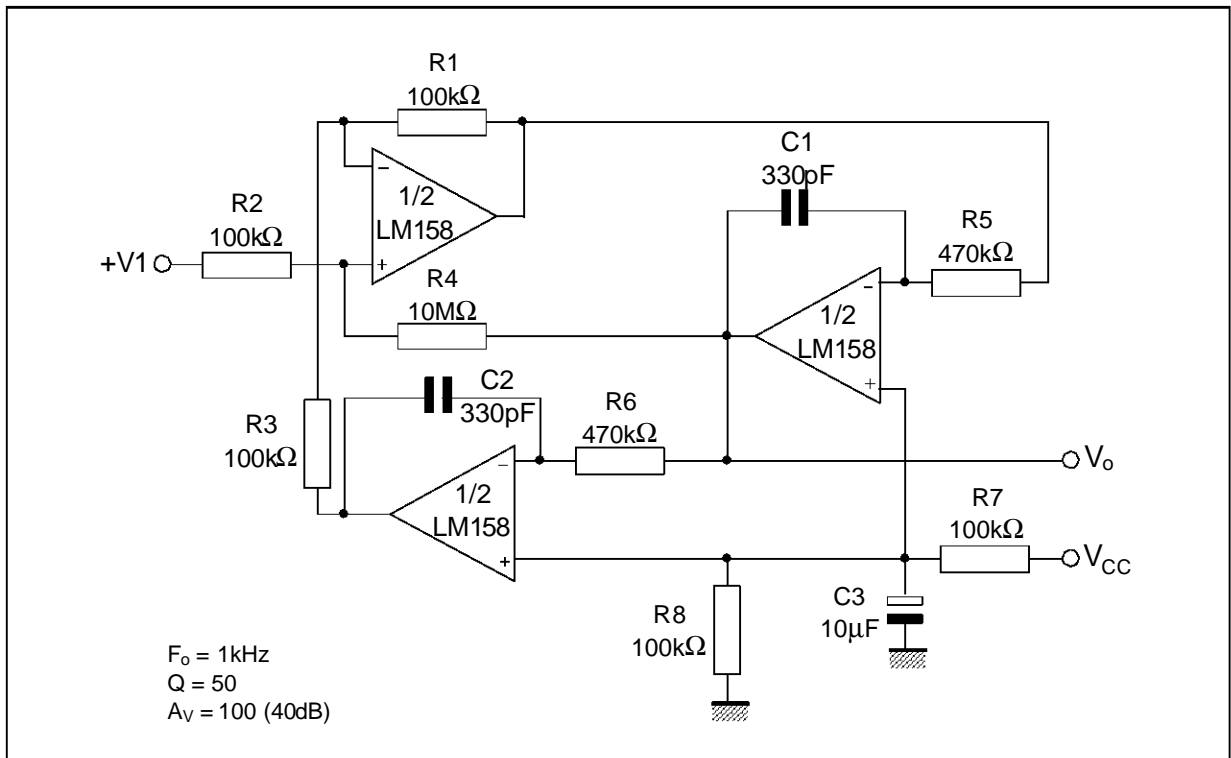 R1
100kΩ
C1
330pF
-
1/2
LM158
R2
100kΩ
R5
470kΩ
+V1
+
R4
10MΩ
-
1/2
LM158
+
C2
330pF
R6
470kΩ
R3
100kΩ
-
1/2
LM158
+
Vo
R7
100kΩ
VCC
R8
100kΩ
C3
10μF
Fo = 1kHz
Q = 50
AV = 100 (40dB)